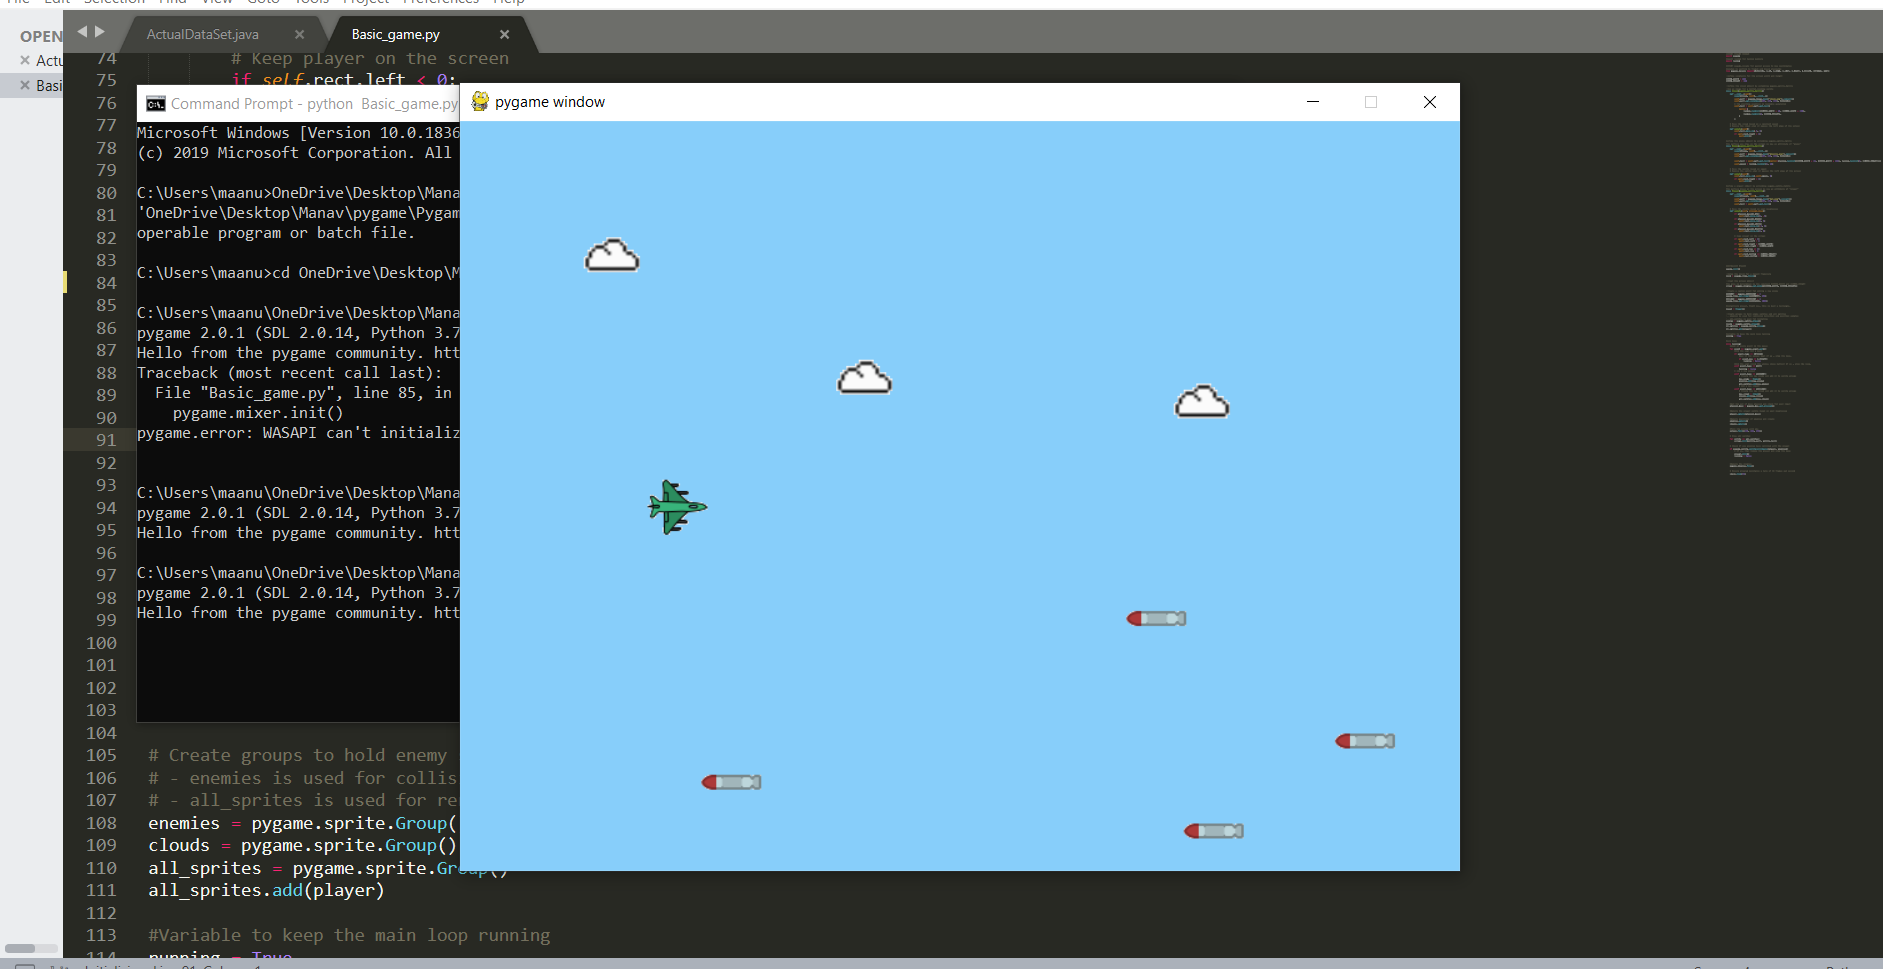 File Edit Selection Find View Goto Tools Project Preferences Help
OPEN
ActualDataSet.java
Basic_game.py
Actu
Basi
74 # Keep player on the screen
75 if self.rect.left < 0:
76
77
78
79
80
81
82
83
84
85
86
87
88
89
90
91
92
93
94
95
96
97
98
99
100
101
102
103
104
Command Prompt - python Basic_game.py
Microsoft Windows [Version 10.0.1836
(c) 2019 Microsoft Corporation. All
C:\Users\maanu>OneDrive\Desktop\Mana
'OneDrive\Desktop\Manav\pygame\Pygam
operable program or batch file.
C:\Users\maanu>cd OneDrive\Desktop\M
C:\Users\maanu\OneDrive\Desktop\Mana
pygame 2.0.1 (SDL 2.0.14, Python 3.7
Hello from the pygame community. htt
Traceback (most recent call last):
File "Basic_game.py", line 85, in
pygame.mixer.init()
pygame.error: WASAPI can't initializ
C:\Users\maanu\OneDrive\Desktop\Mana
pygame 2.0.1 (SDL 2.0.14, Python 3.7
Hello from the pygame community. htt
C:\Users\maanu\OneDrive\Desktop\Mana
pygame 2.0.1 (SDL 2.0.14, Python 3.7
Hello from the pygame community. htt
pygame window
105 # Create groups to hold enemy
106 # - enemies is used for collis
107 # - all_sprites is used for re
108 enemies = pygame.sprite.Group(
109 clouds = pygame.sprite.Group()
110 all_sprites = pygame.sprite.Group()
111 all_sprites.add(player)
112
113 #Variable to keep the main loop running
114 running = True